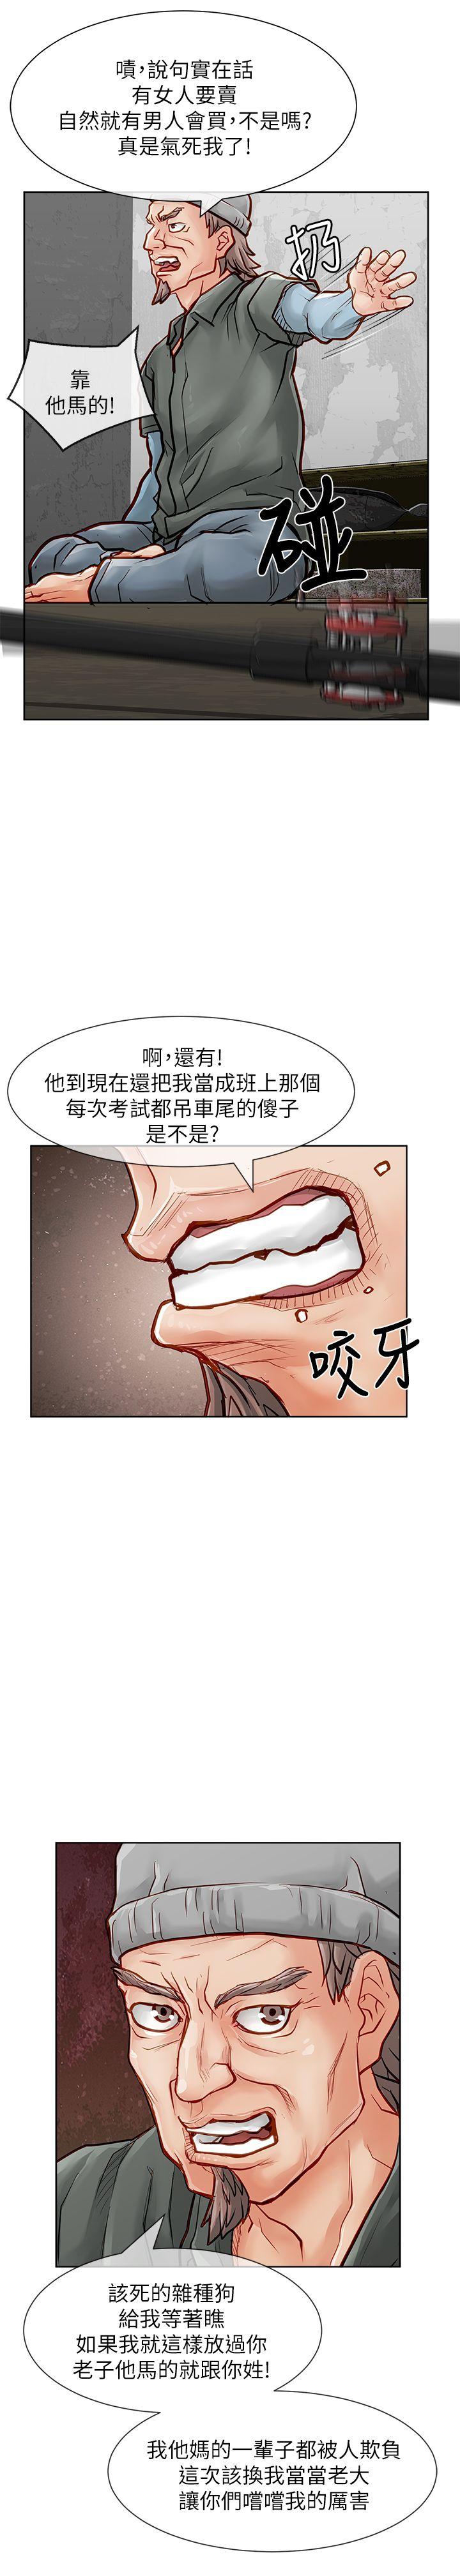 嘖，說句實在話
有女人要賣
自然就有男人會買，不是嗎?
真是氣死我了!
扔
靠
他馬的!
碰
啊，還有!
他到現在還把我當成班上那個
每次考試都吊車尾的傻子
是不是?
咬牙
該死的雜種狗
給我等著瞧
如果我就這樣放過你
老子他馬的就跟你姓!
我他媽的一輩子都被人欺負
這次該換我當當老大
讓你們嚐嚐我的厲害